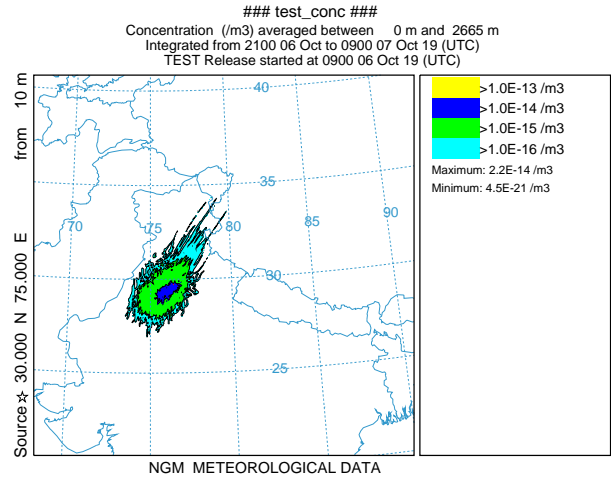 ### test_conc ###
Concentration (/m3) averaged between 0 m and 2665 m
Integrated from 2100 06 Oct to 0900 07 Oct 19 (UTC)
TEST Release started at 0900 06 Oct 19 (UTC)
Source ☆ 30.000 N 75.000 E from 10 m
40
35
70
75
80
85
90
30
25
>1.0E-13 /m3
>1.0E-14 /m3
>1.0E-15 /m3
>1.0E-16 /m3
Maximum: 2.2E-14 /m3
Minimum: 4.5E-21 /m3
NGM METEOROLOGICAL DATA